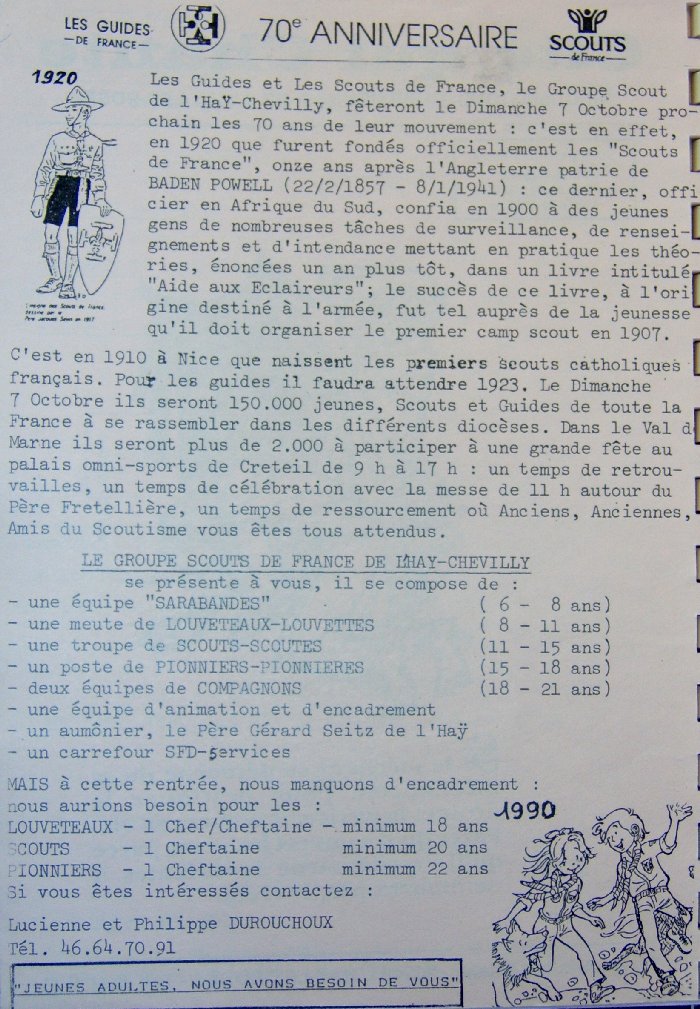 LES GUIDES
—DE FRANCE—
70e ANNIVERSAIRE
SCOUTS
de France
1920
Les Guides et Les Scouts de France, le Groupe Scout
de l'HaŸ-Chevilly, fêteront le Dimanche 7 Octobre pro-
chain les 70 ans de leur mouvement : c'est en effet,
en 1920 que furent fondés officiellement les "Scouts
de France", onze ans après l'Angleterre patrie de
BADEN POWELL (22/2/1857 - 8/1/1941) : ce dernier, offi
cier en Afrique du Sud, confia en 1900 à des jeunes
gens de nombreuses tâches de surveillance, de rensei-
gnements et d'intendance mettant en pratique les théo-
ries, énoncées un an plus tôt, dans un livre intitulé
"Aide aux Eclaireurs"; le succès de ce livre, à l'ori
gine destiné à l'armée, fut tel auprès de la jeunesse
qu'il doit organiser le premier camp scout en 1907.
L'insigne des Scouts de France,
dessiné par le
Père Jacques Sevin en 1917
C'est en 1910 à Nice que naissent les premiers scouts catholiques
français. Pour les guides il faudra attendre 1923. Le Dimanche
7 Octobre ils seront 150.000 jeunes, Scouts et Guides de toute la
France à se rassembler dans les différents diocèses. Dans le Val d
Marne ils seront plus de 2.000 à participer à une grande fête au
palais omni-sports de Creteil de 9 h à 17 h : un temps de retrou-
vailles, un temps de célébration avec la messe de 11 h autour du
Père Fretellière, un temps de ressourcement où Anciens, Anciennes,
Amis du Scoutisme vous êtes tous attendus.
LE GROUPE SCOUTS DE FRANCE DE L'HAY-CHEVILLY
se présente à vous, il se compose de :
- une équipe "SARABANDES" ( 6 - 8 ans)
- une meute de LOUVETEAUX-LOUVETTES ( 8 - 11 ans)
- une troupe de SCOUTS-SCOUTES (11 - 15 ans)
- un poste de PIONNIERS-PIONNIERES (15 - 18 ans)
- deux équipes de COMPAGNONS (18 - 21 ans)
- une équipe d'animation et d'encadrement
- un aumônier, le Père Gérard Seitz de l'Haÿ
- un carrefour SFD-services
MAIS à cette rentrée, nous manquons d'encadrement :
nous aurions besoin pour les :
LOUVETEAUX - 1 Chef/Cheftaine - minimum 18 ans
SCOUTS - 1 Cheftaine minimum 20 ans
PIONNIERS - 1 Cheftaine minimum 22 ans
Si vous êtes intéressés contactez :
1990
Lucienne et Philippe DUROUCHOUX
Tél. 46.64.70.91
"JEUNES ADULTES, NOUS AVONS BESOIN DE VOUS"